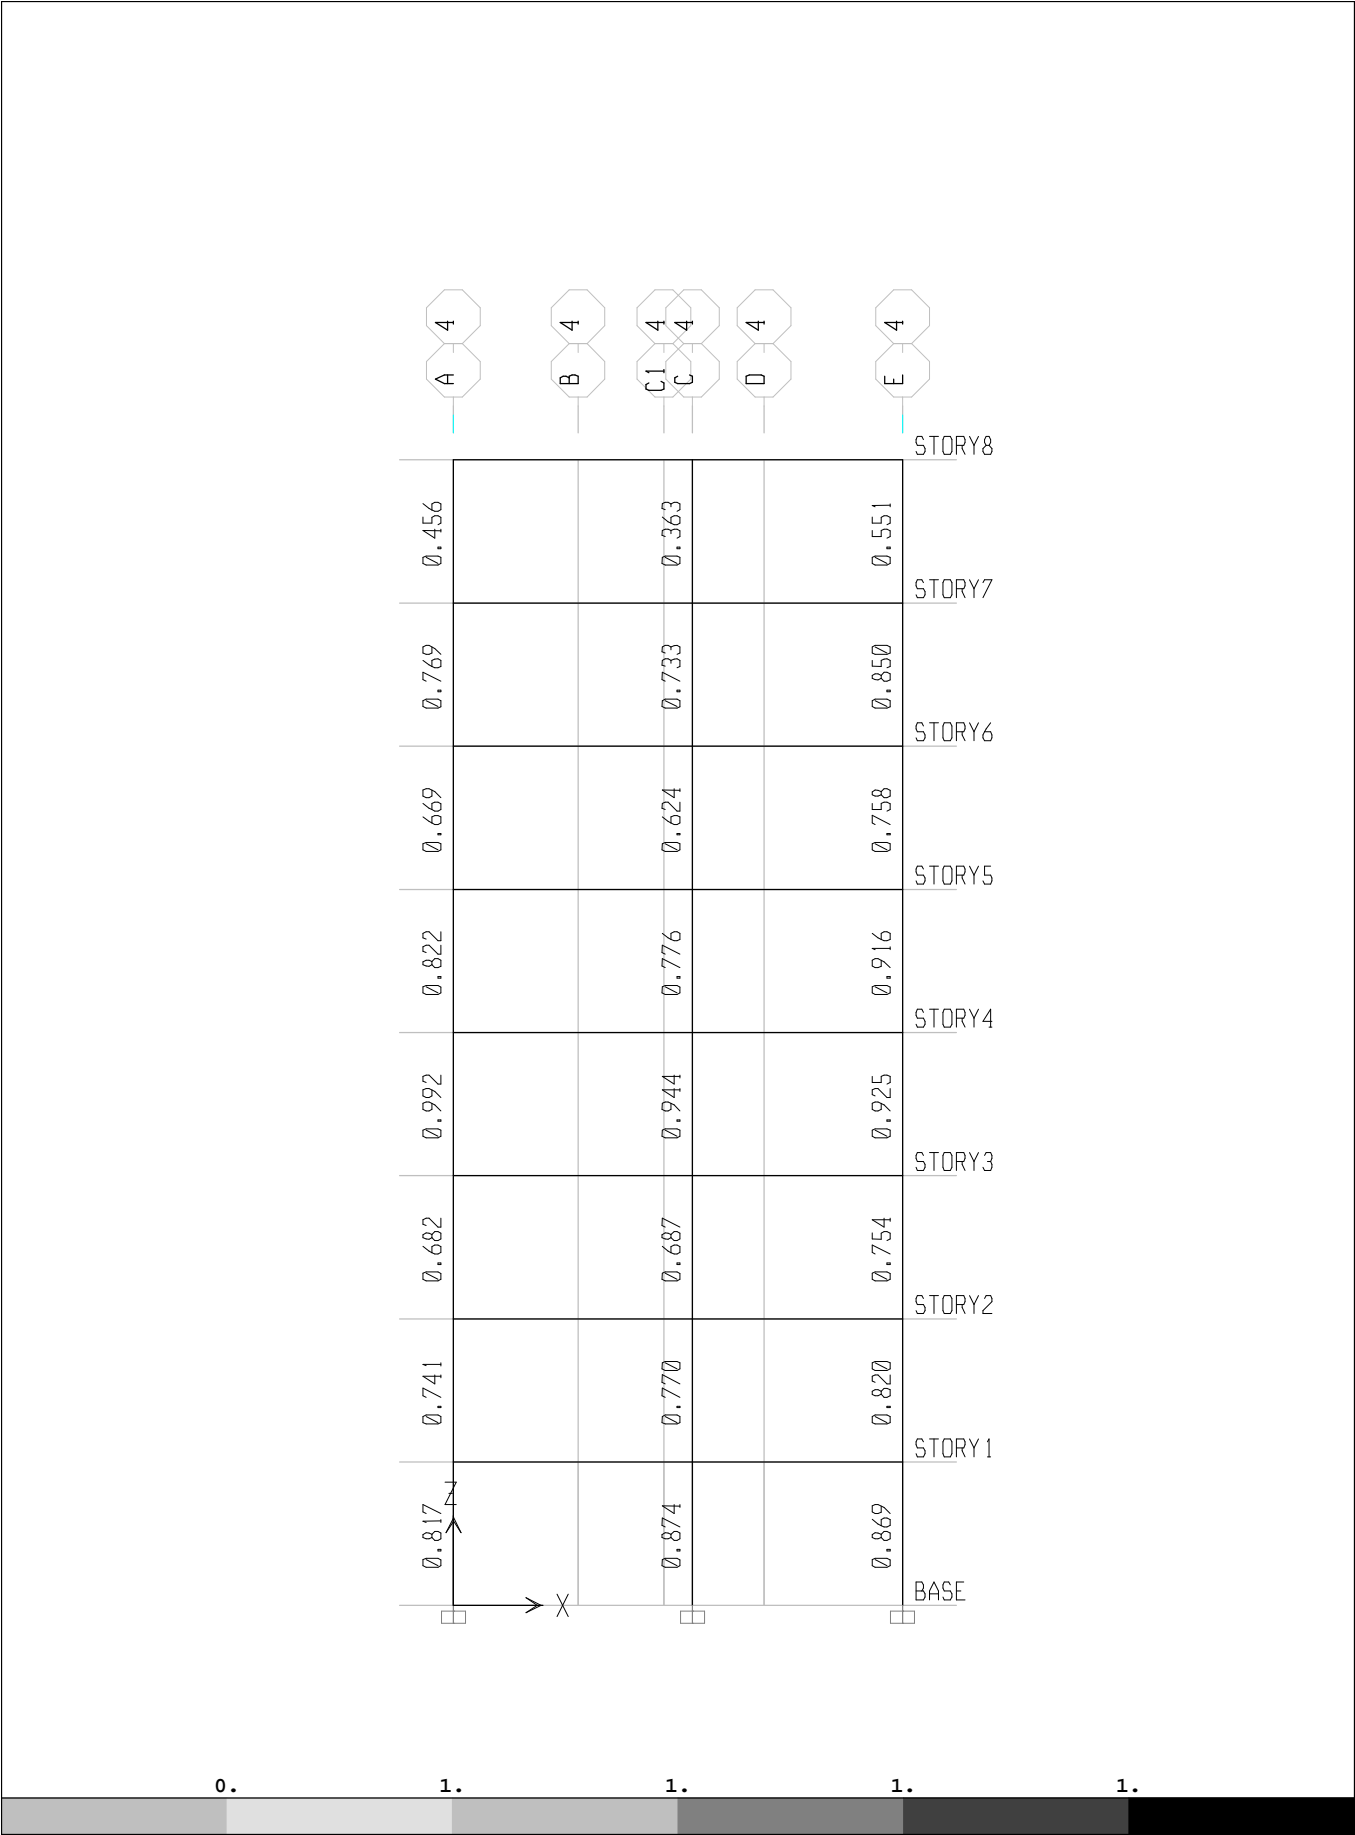 4 4 4 4 4 4
A B C1 C D E
STORY8
0.456 0.363 0.551
STORY7
0.769 0.733 0.850
STORY6
0.669 0.624 0.758
STORY5
0.822 0.776 0.916
STORY4
0.992 0.944 0.925
STORY3
0.682 0.687 0.754
STORY2
0.741 0.770 0.820
STORY1
Z
0.817 0.874 0.869
BASE
X
0. 1. 1. 1. 1.